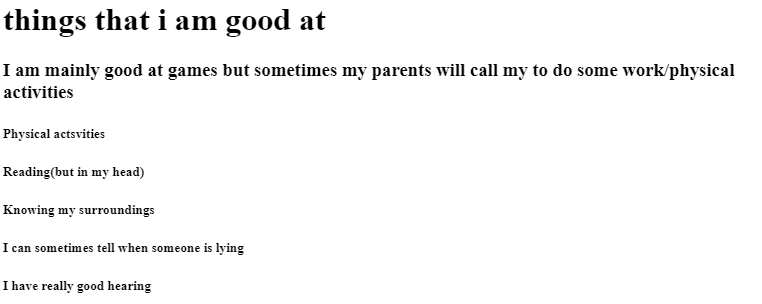 things that i am good at
I am mainly good at games but sometimes my parents will call my to do some work/physical
activities
Physical actsvities
Reading(but in my head)
Knowing my surroundings
I can sometimes tell when someone is lying
I have really good hearing